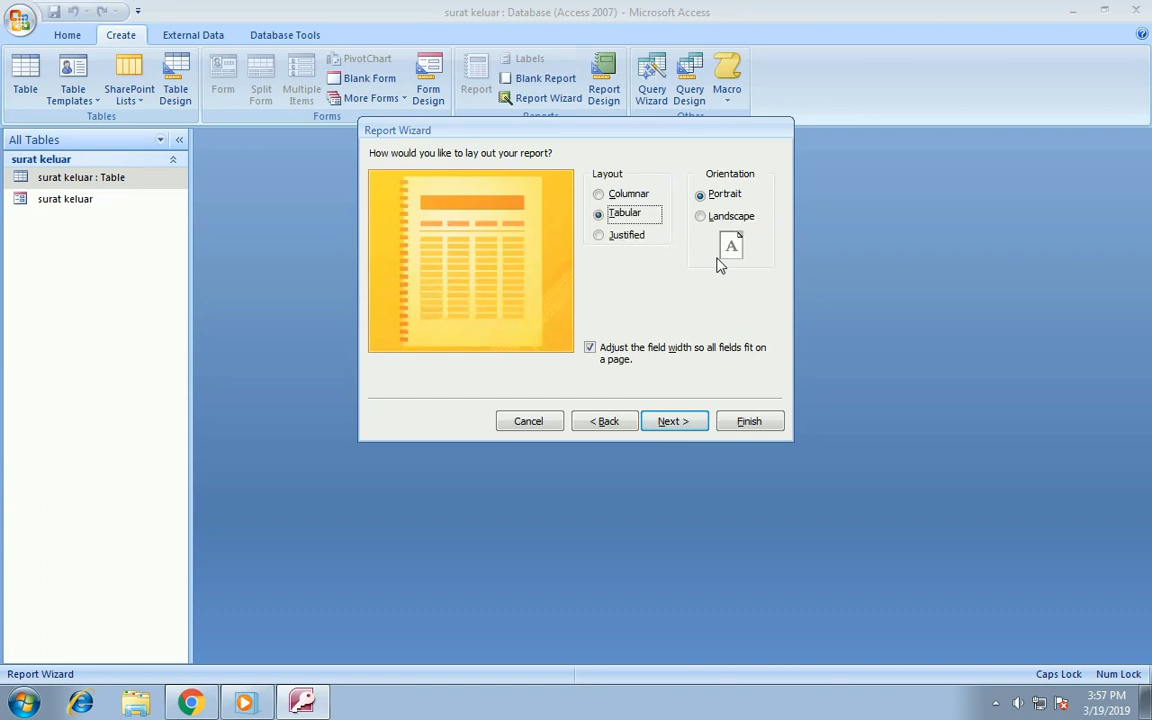 surat keluar : Database (Access 2007) - Microsoft Access
Home
Create
External Data
Database Tools
Table
Table Templates
SharePoint Lists
Table Design
Tables
Form
Split Form
Multiple Items
PivotChart
Blank Form
More Forms
Form Design
Forms
Report
Labels
Blank Report
Report Wizard
Report Design
Reports
Query Wizard
Query Design
Macro
Other
All Tables
surat keluar
surat keluar : Table
surat keluar
Report Wizard
How would you like to lay out your report?
Layout
Columnar
Tabular
Justified
Orientation
Portrait
Landscape
A
Adjust the field width so all fields fit on
a page.
Cancel
< Back
Next >
Finish
Report Wizard
Caps Lock
Num Lock
3:57 PM
3/19/2019